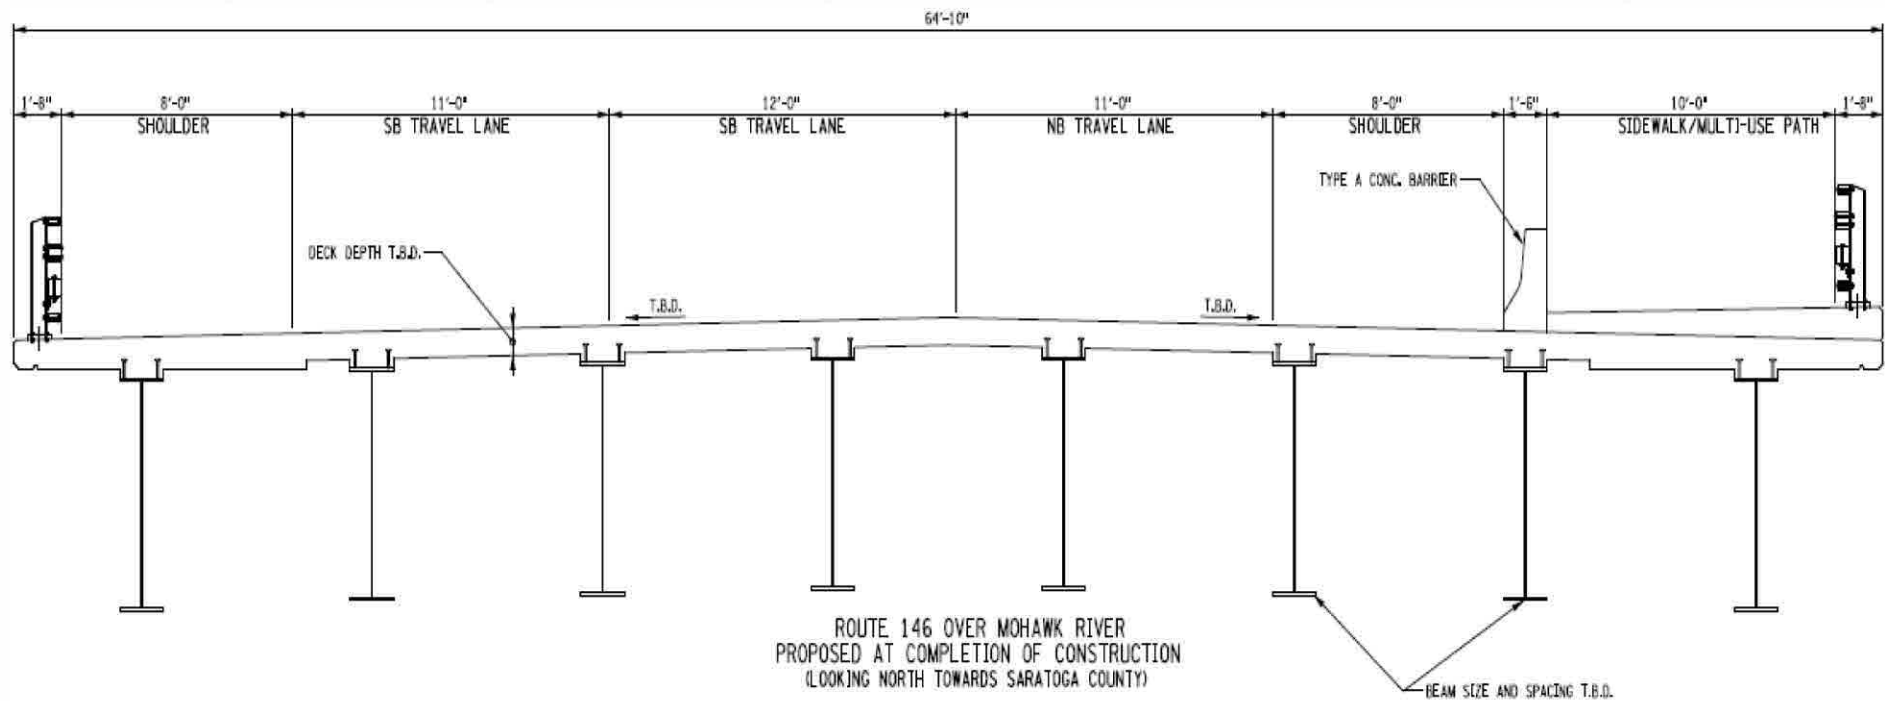 64'-10"
1'-8" 8'-0" 11'-0" 12'-0" 11'-0" 8'-0" 1'-6" 10'-0" 1'-8"
SHOULDER SB TRAVEL LANE SB TRAVEL LANE NB TRAVEL LANE SHOULDER SIDEWALK/MULTI-USE PATH
TYPE A CONC. BARRIER
DECK DEPTH T.B.D.
T.B.D. T.B.D.
ROUTE 146 OVER MOHAWK RIVER
PROPOSED AT COMPLETION OF CONSTRUCTION
(LOOKING NORTH TOWARDS SARATOGA COUNTY)
BEAM SIZE AND SPACING T.B.D.